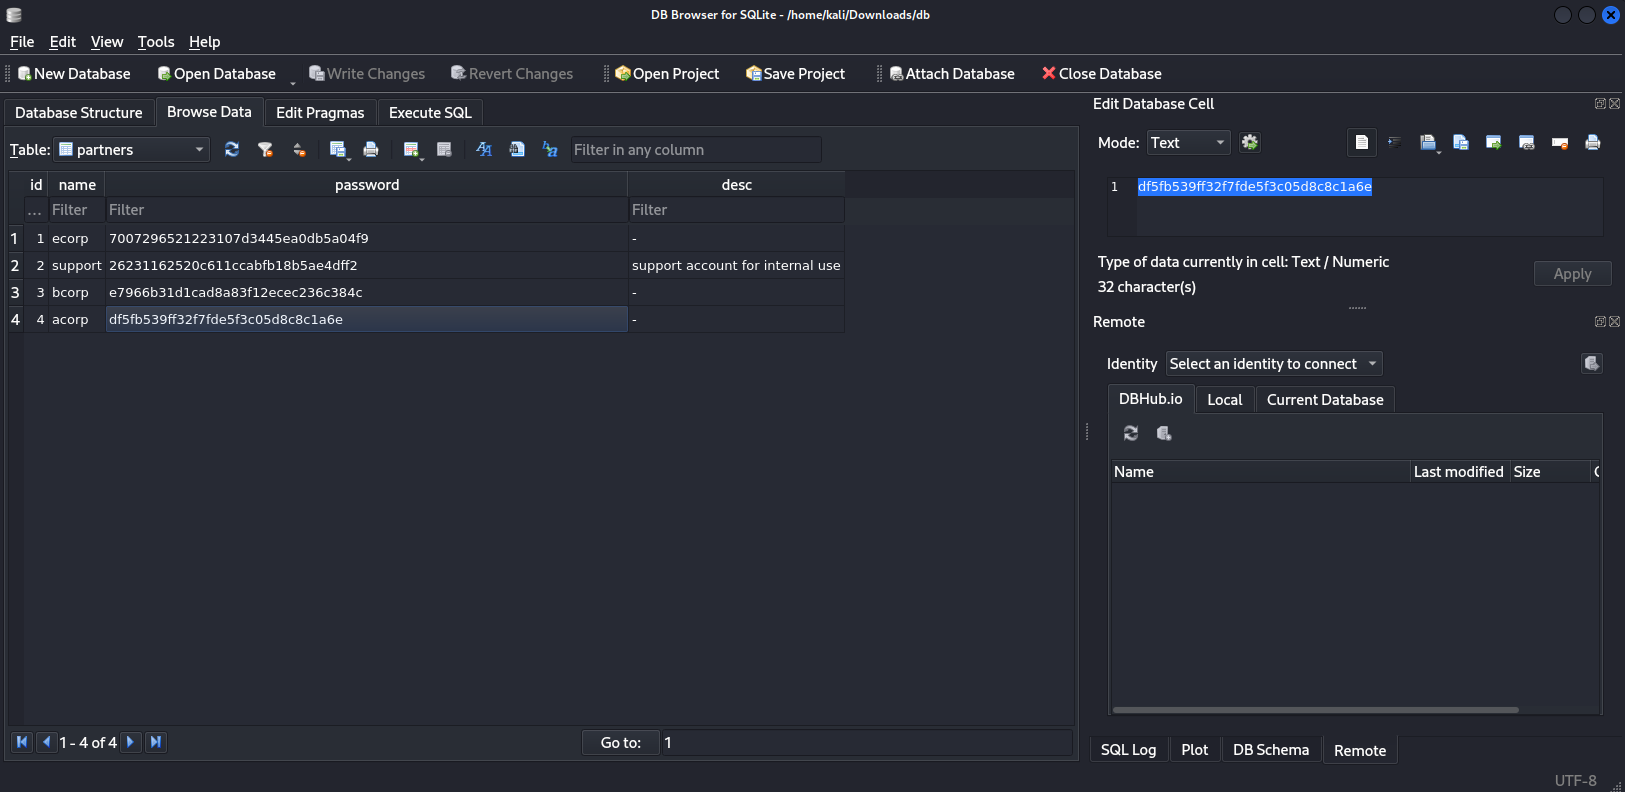 DB Browser for SQLite - /home/kali/Downloads/db
File Edit View Tools Help
New Database Open Database Write Changes Revert Changes Open Project Save Project Attach Database Close Database
Database Structure Browse Data Edit Pragmas Execute SQL
Table: partners Filter in any column
id name password desc
... Filter Filter Filter
1 1 ecorp 7007296521223107d3445ea0db5a04f9 -
2 2 support 26231162520c611ccabfb18b5ae4dff2 support account for internal use
3 3 bcorp e7966b31d1cad8a83f12ecec236c384c -
4 4 acorp df5fb539ff32f7fde5f3c05d8c8c1a6e -
1 - 4 of 4 Go to: 1
Edit Database Cell
Mode: Text
1 df5fb539ff32f7fde5f3c05d8c8c1a6e
Type of data currently in cell: Text / Numeric
32 character(s)
Apply
Remote
Identity Select an identity to connect
DBHub.io Local Current Database
Name Last modified Size
SQL Log Plot DB Schema Remote
UTF-8